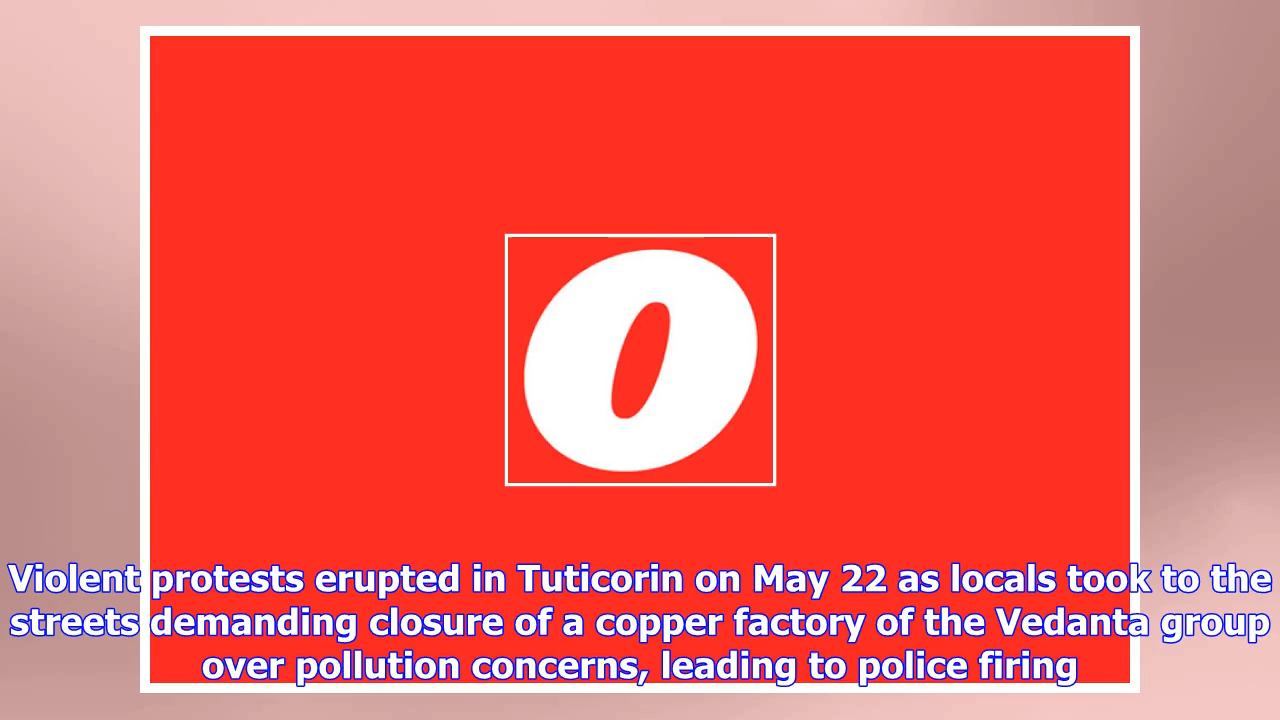 O
Violent protests erupted in Tuticorin on May 22 as locals took to the
streets demanding closure of a copper factory of the Vedanta group
over pollution concerns, leading to police firing